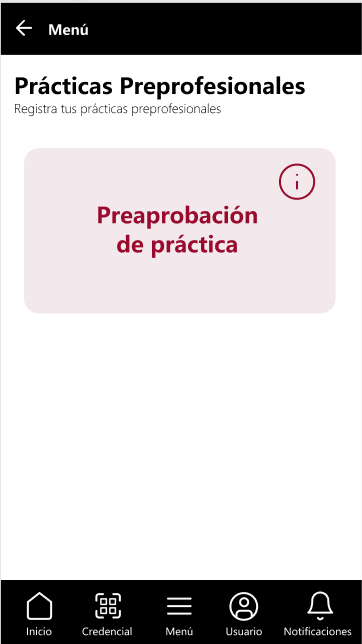 Menú
Prácticas Preprofesionales
Registra tus prácticas preprofesionales
Preaprobación
de práctica
Inicio
Credencial
Menú
Usuario
Notificaciones